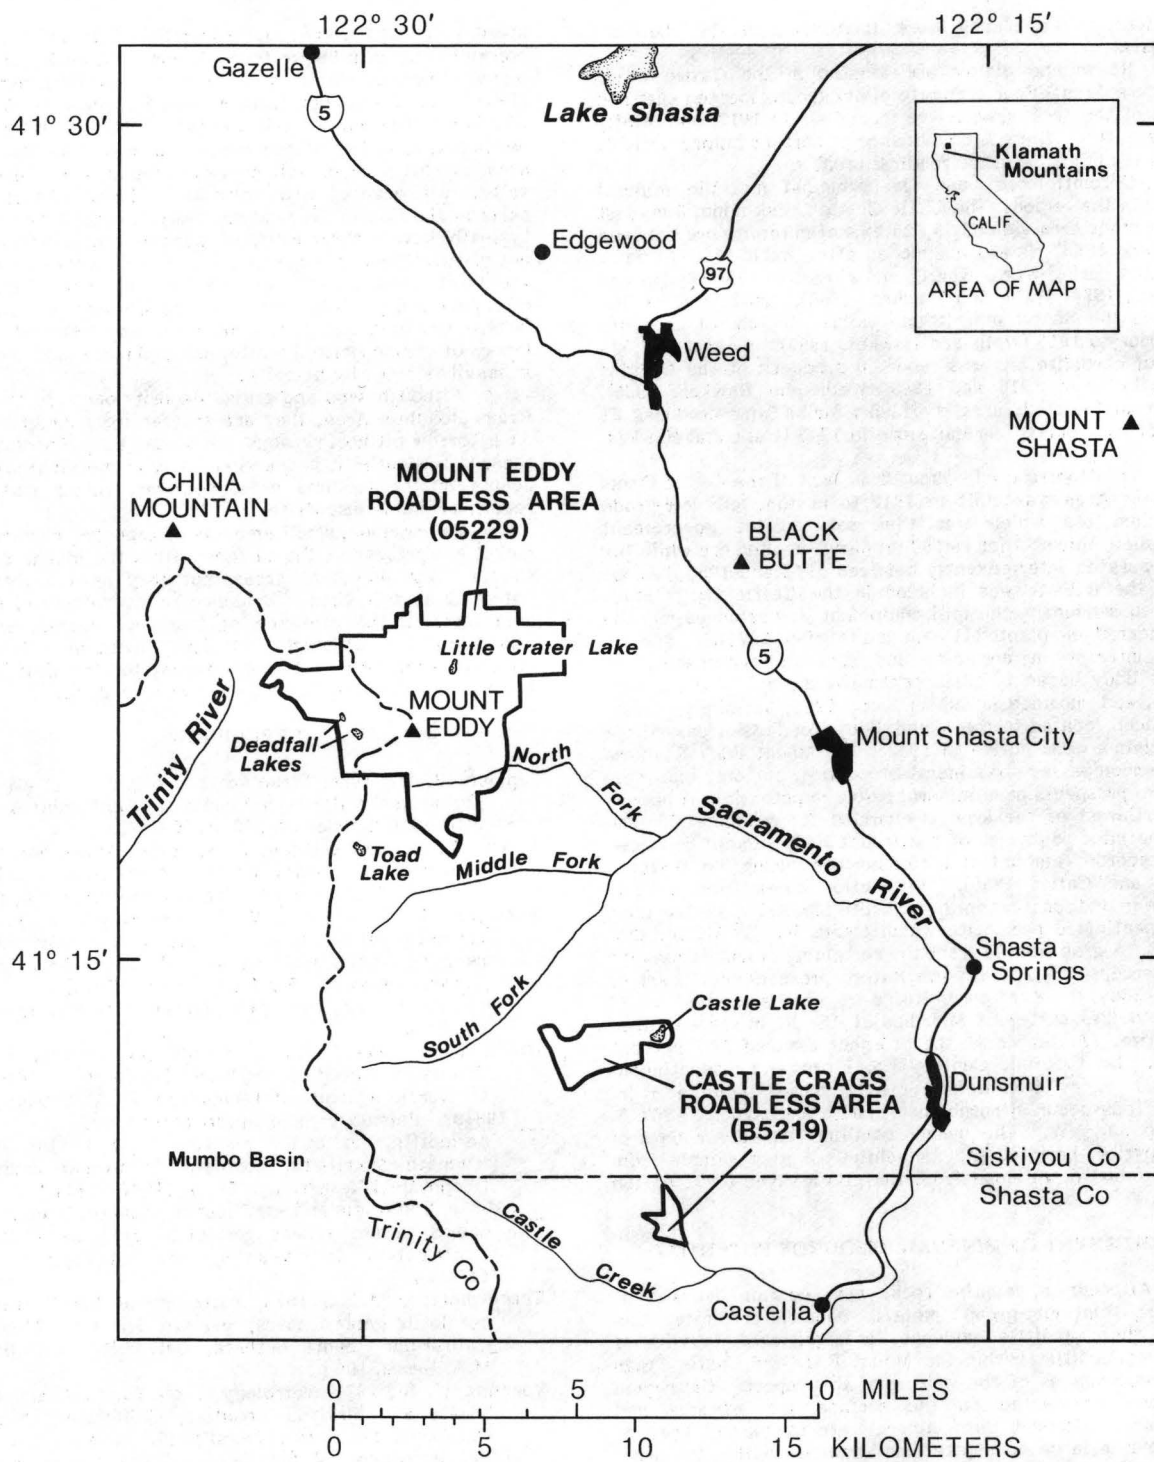 122° 30′
122° 15′
Gazelle
5
Lake Shasta
41° 30′
Klamath
Mountains
CALIF
AREA OF MAP
Edgewood
97
Weed
MOUNT
SHASTA
CHINA
MOUNTAIN
MOUNT EDDY
ROADLESS AREA
(05229)
BLACK
BUTTE
5
Little Crater Lake
MOUNT
EDDY
Trinity River
Deadfall
Lakes
Mount Shasta City
North Fork
Sacramento River
Toad
Lake
Middle Fork
41° 15′
Shasta
Springs
South Fork
Castle Lake
CASTLE CRAGS
ROADLESS AREA
(B5219)
Dunsmuir
Mumbo Basin
Siskiyou Co
Shasta Co
Trinity Co
Castle Creek
Castella
0 5 10 MILES
0 5 10 15 KILOMETERS